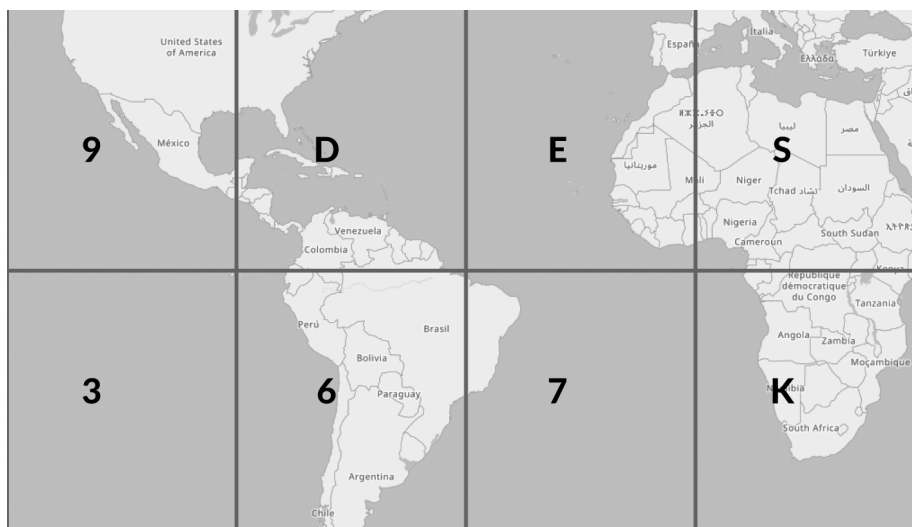 United States
of America
España
Italia
Ελλάδα
Türkiye
9
México
D
E
ⵍⵣⵣⴰⵢⴻⵔ
الجزائر
S
ليبيا
مصر
موريتانيا
Mali
Niger
Tchad تشاد
السودان
Venezuela
Colombia
Nigeria
Cameroun
South Sudan
Kenya
République
démocratique
du Congo
Tanzania
Perú
Brasil
Angola
Zambia
Bolivia
Moçambique
3
6
Paraguay
7
Namibia
K
South Africa
Argentina
Chile